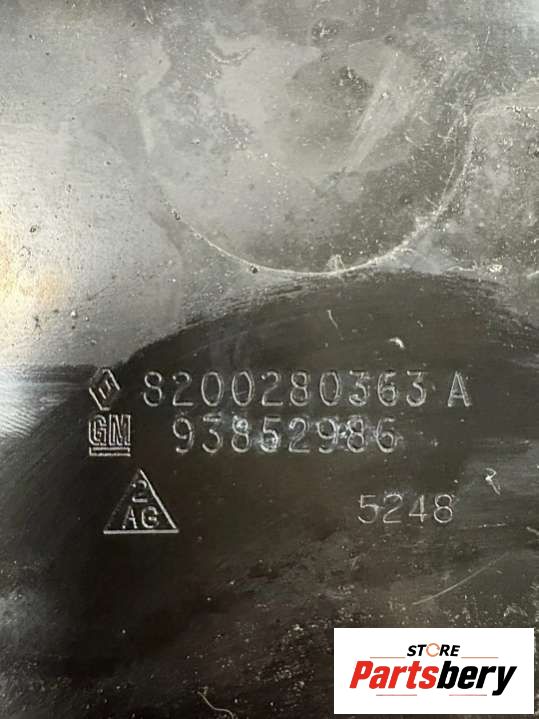 8200280363 A
GM 93852986
2
AG
5248
STORE
Partsbery